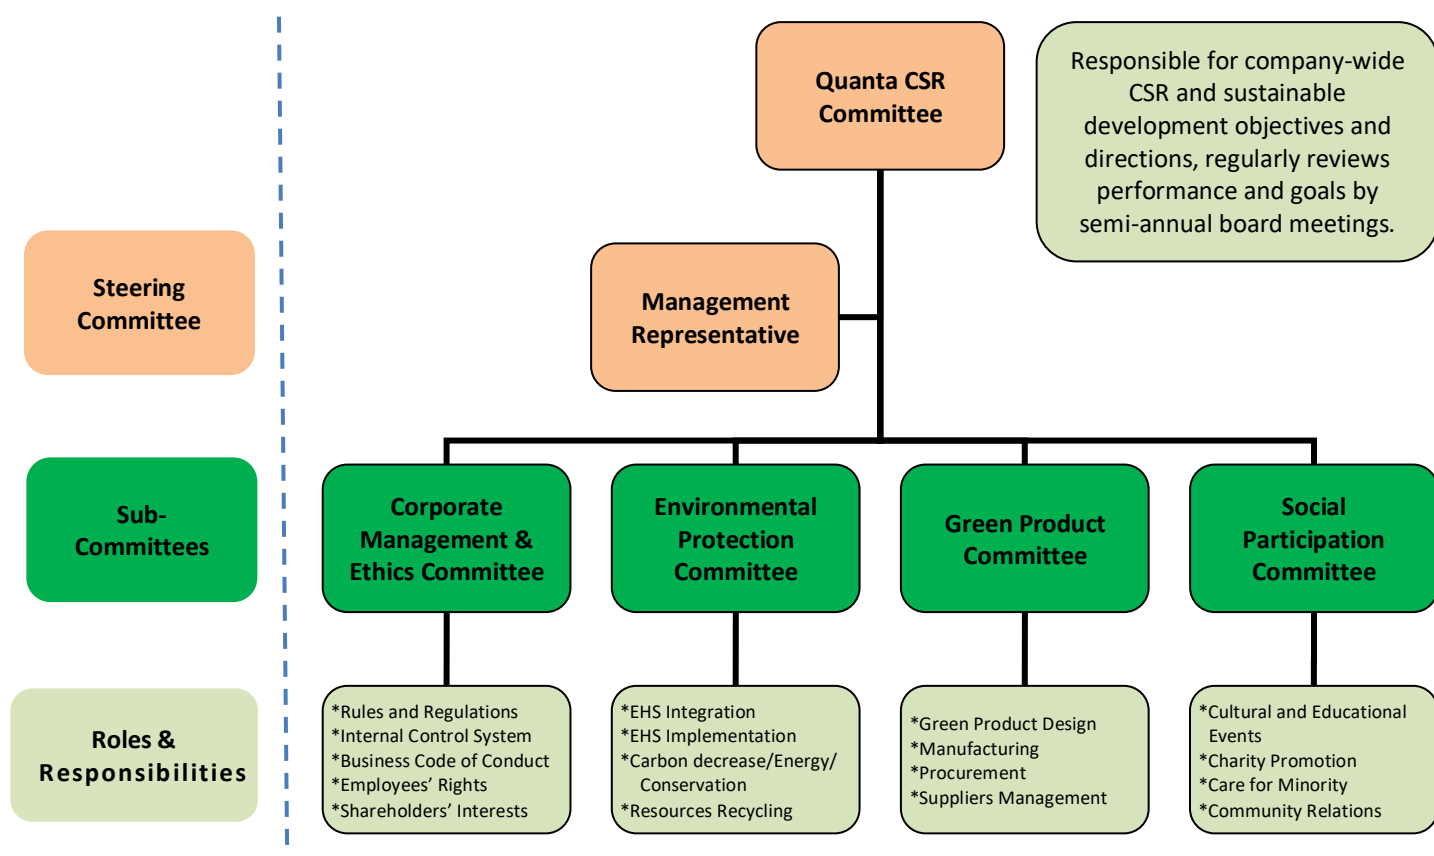 Quanta CSR
Committee
Responsible for company-wide
CSR and sustainable
development objectives and
directions, regularly reviews
performance and goals by
semi-annual board meetings.
Steering
Committee
Management
Representative
Sub-
Committees
Corporate
Management &
Ethics Committee
Environmental
Protection
Committee
Green Product
Committee
Social
Participation
Committee
Roles &
Responsibilities
*Rules and Regulations
*Internal Control System
*Business Code of Conduct
*Employees’ Rights
*Shareholders’ Interests
*EHS Integration
*EHS Implementation
*Carbon decrease/Energy/
Conservation
*Resources Recycling
*Green Product Design
*Manufacturing
*Procurement
*Suppliers Management
*Cultural and Educational
Events
*Charity Promotion
*Care for Minority
*Community Relations